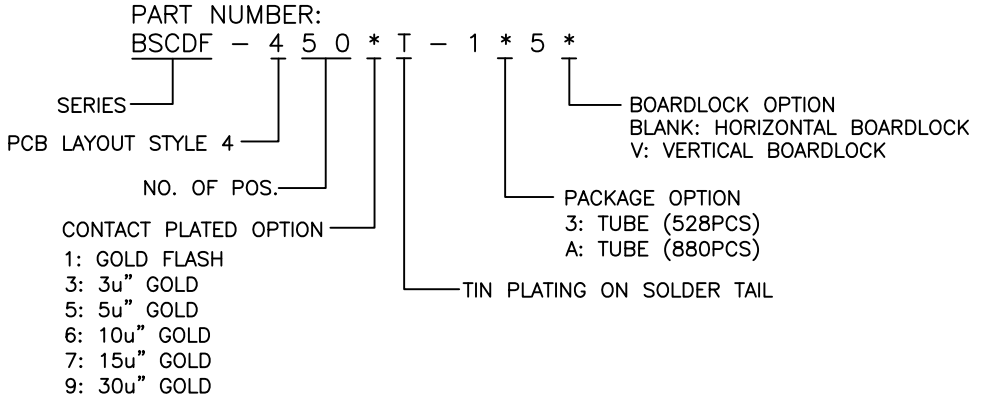 PART NUMBER:
BSCDF - 4 5 0 * T - 1 * 5 *
SERIES
BOARDLOCK OPTION
BLANK: HORIZONTAL BOARDLOCK
V: VERTICAL BOARDLOCK
PCB LAYOUT STYLE 4
NO. OF POS.
PACKAGE OPTION
3: TUBE (528PCS)
A: TUBE (880PCS)
CONTACT PLATED OPTION
1: GOLD FLASH
3: 3u" GOLD
5: 5u" GOLD
6: 10u" GOLD
7: 15u" GOLD
9: 30u" GOLD
TIN PLATING ON SOLDER TAIL